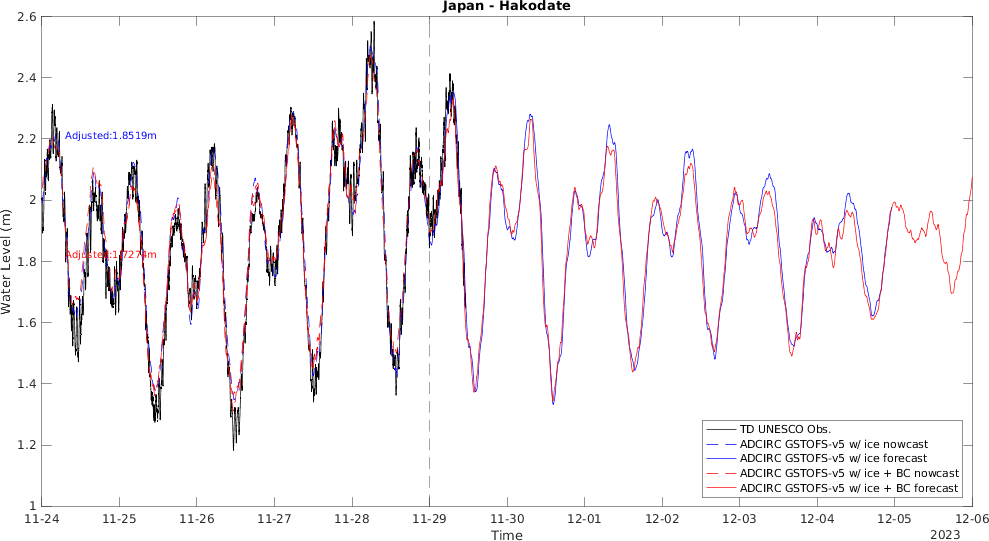 Japan - Hakodate
2.6
2.4
2.2
2
1.8
1.6
1.4
1.2
1
Water Level (m)
Adjusted:1.8519m
Adjusted:1.7274m
TD UNESCO Obs.
ADCIRC GSTOFS-v5 w/ ice nowcast
ADCIRC GSTOFS-v5 w/ ice forecast
ADCIRC GSTOFS-v5 w/ ice + BC nowcast
ADCIRC GSTOFS-v5 w/ ice + BC forecast
11-24 11-25 11-26 11-27 11-28 11-29 11-30 12-01 12-02 12-03 12-04 12-05 12-06
Time
2023